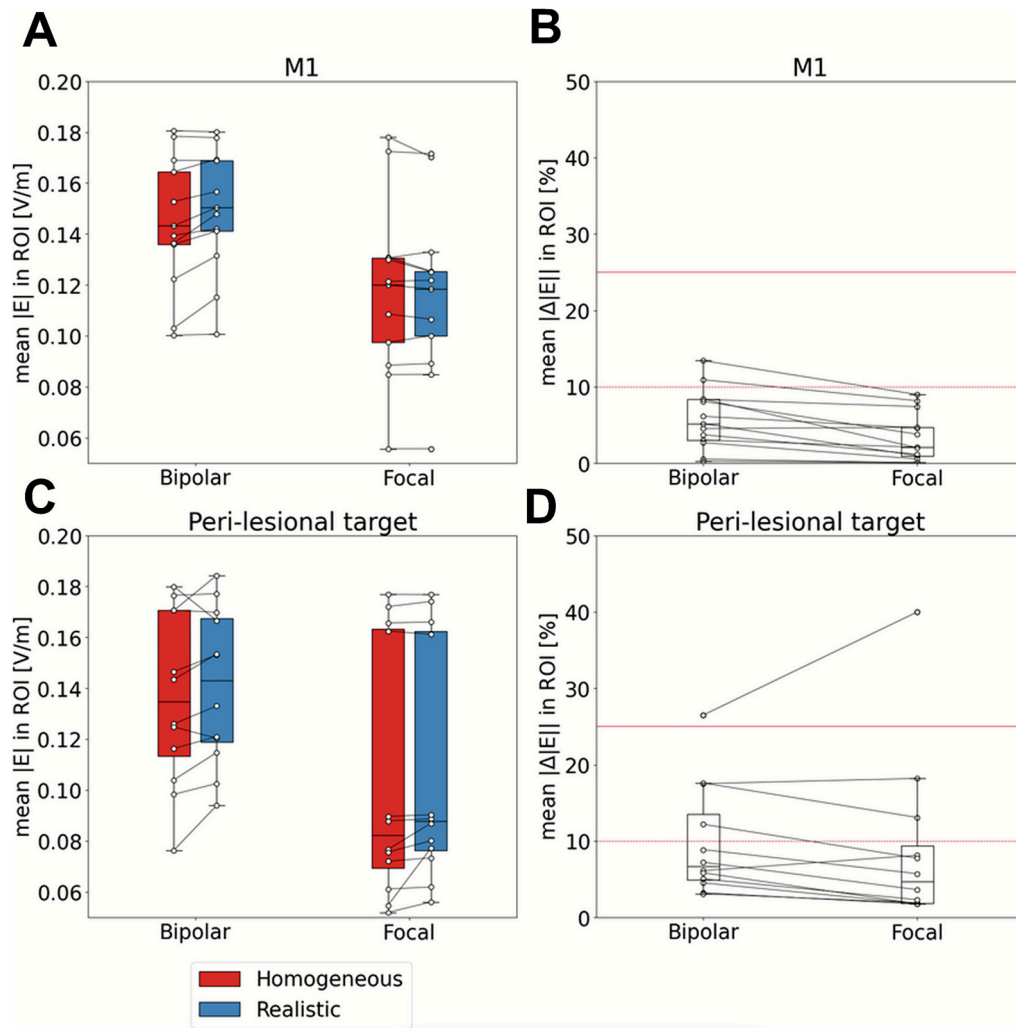 A
M1
mean |E| in ROI [V/m]
0.20
0.18
0.16
0.14
0.12
0.10
0.08
0.06
Bipolar
Focal
B
M1
mean |Δ|E|| in ROI [%]
50
40
30
20
10
0
Bipolar
Focal
C
Peri-lesional target
mean |E| in ROI [V/m]
0.20
0.18
0.16
0.14
0.12
0.10
0.08
0.06
Bipolar
Focal
D
Peri-lesional target
mean |Δ|E|| in ROI [%]
50
40
30
20
10
0
Bipolar
Focal
Homogeneous
Realistic